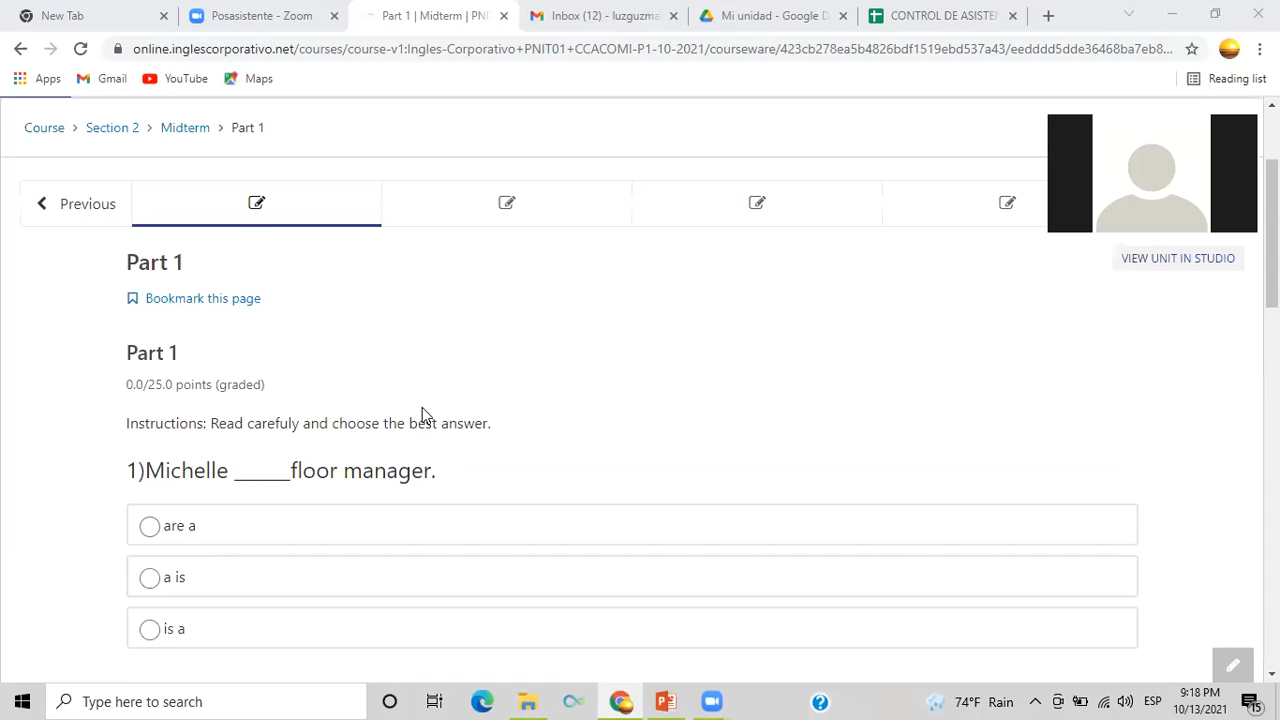 New Tab
Posasistente - Zoom
Part 1 | Midterm | PNI
Inbox (12)
Mi unidad - Google D
CONTROL DE ASISTE
online.inglescorporativo.net/courses/course-v1:Ingles-Corporativo+PNIT01+CCACOMI-P1-10-2021/courseware/423cb278ea5b4826bdf1519ebd537a43/eedddd5dde36468ba7eb8...
Apps
Gmail
YouTube
Maps
Reading list
Course > Section 2 > Midterm > Part 1
Previous
VIEW UNIT IN STUDIO
Part 1
Bookmark this page
Part 1
0.0/25.0 points (graded)
Instructions: Read carefuly and choose the best answer.
1)Michelle ______floor manager.
are a
a is
is a
Type here to search
74°F Rain
ESP
9:18 PM
10/13/2021
15